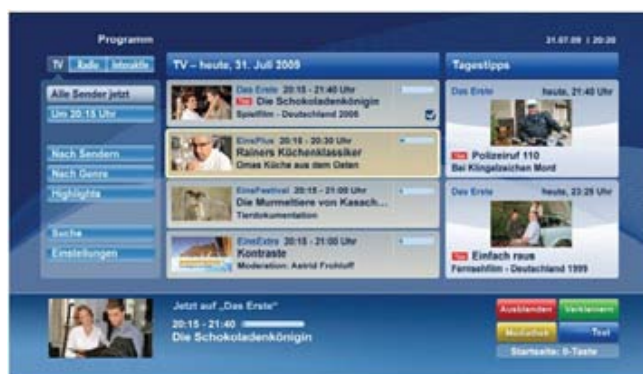 Programm
31.07.09 | 20:20
TV Radio Interaktiv
TV – heute, 31. Juli 2009
Tagestipps
Alle Sender jetzt
Um 20:15 Uhr
Nach Sendern
Nach Genre
Highlights
Suche
Einstellungen
Das Erste 20:15 - 21:40 Uhr
Die Schokoladenkönigin
Spielfilm - Deutschland 2005
EinsPlus 20:15 - 20:30 Uhr
Rainers Küchenklassiker
Omas Küche aus dem Osten
EinsFestival 20:15 - 21:00 Uhr
Die Murmeltiere von Kasach...
Tierdokumentation
EinsExtra 20:15 - 21:00 Uhr
Kontraste
Moderation: Astrid Frohloff
Das Erste heute, 21:40 Uhr
Polizeiruf 110
Bei Klingelzeichen Mord
Das Erste heute, 23:25 Uhr
Einfach raus
Fernsehfilm - Deutschland 1999
Jetzt auf „Das Erste“
20:15 - 21:40
Die Schokoladenkönigin
Ausblenden Verkleinern
Mediathek Text
Startseite: 0-Taste